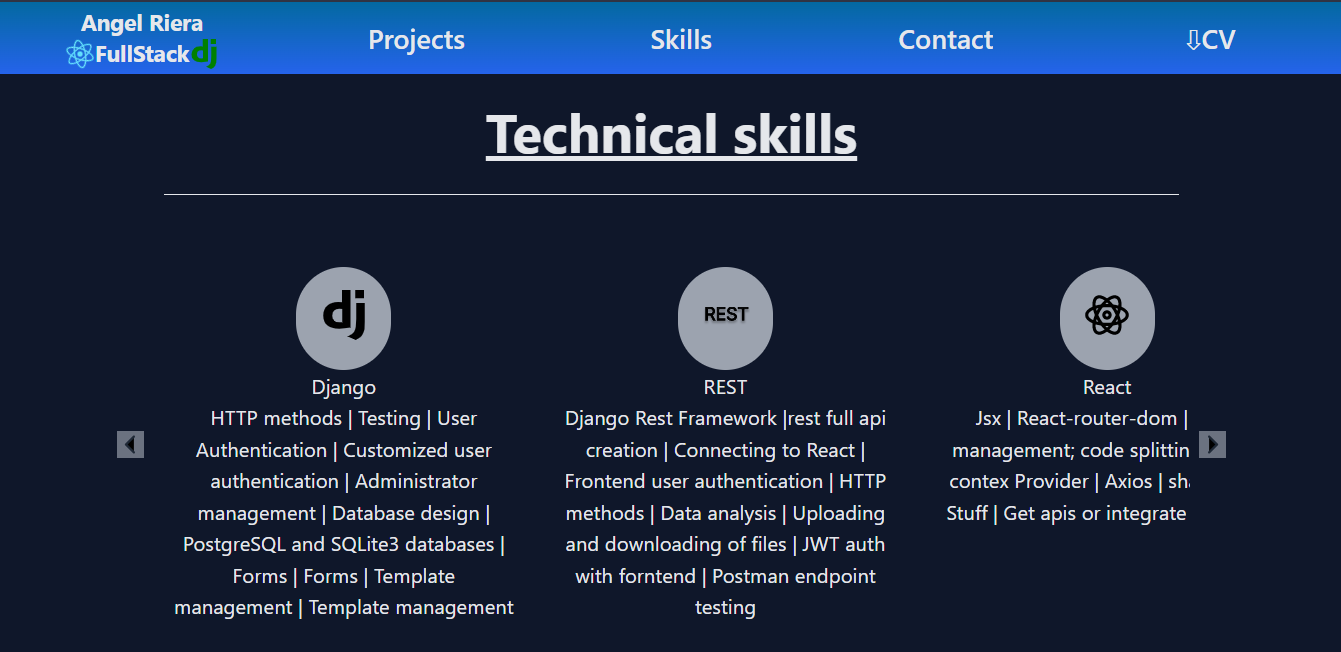 Angel Riera
FullStack dj
Projects
Skills
Contact
⇩CV
Technical skills
dj
Django
HTTP methods | Testing | User
Authentication | Customized user
authentication | Administrator
management | Database design |
PostgreSQL and SQLite3 databases |
Forms | Forms | Template
management | Template management
REST
REST
Django Rest Framework |rest full api
creation | Connecting to React |
Frontend user authentication | HTTP
methods | Data analysis | Uploading
and downloading of files | JWT auth
with forntend | Postman endpoint
testing
React
Jsx | React-router-dom |
management; code splittin
contex Provider | Axios | sh
Stuff | Get apis or integrate